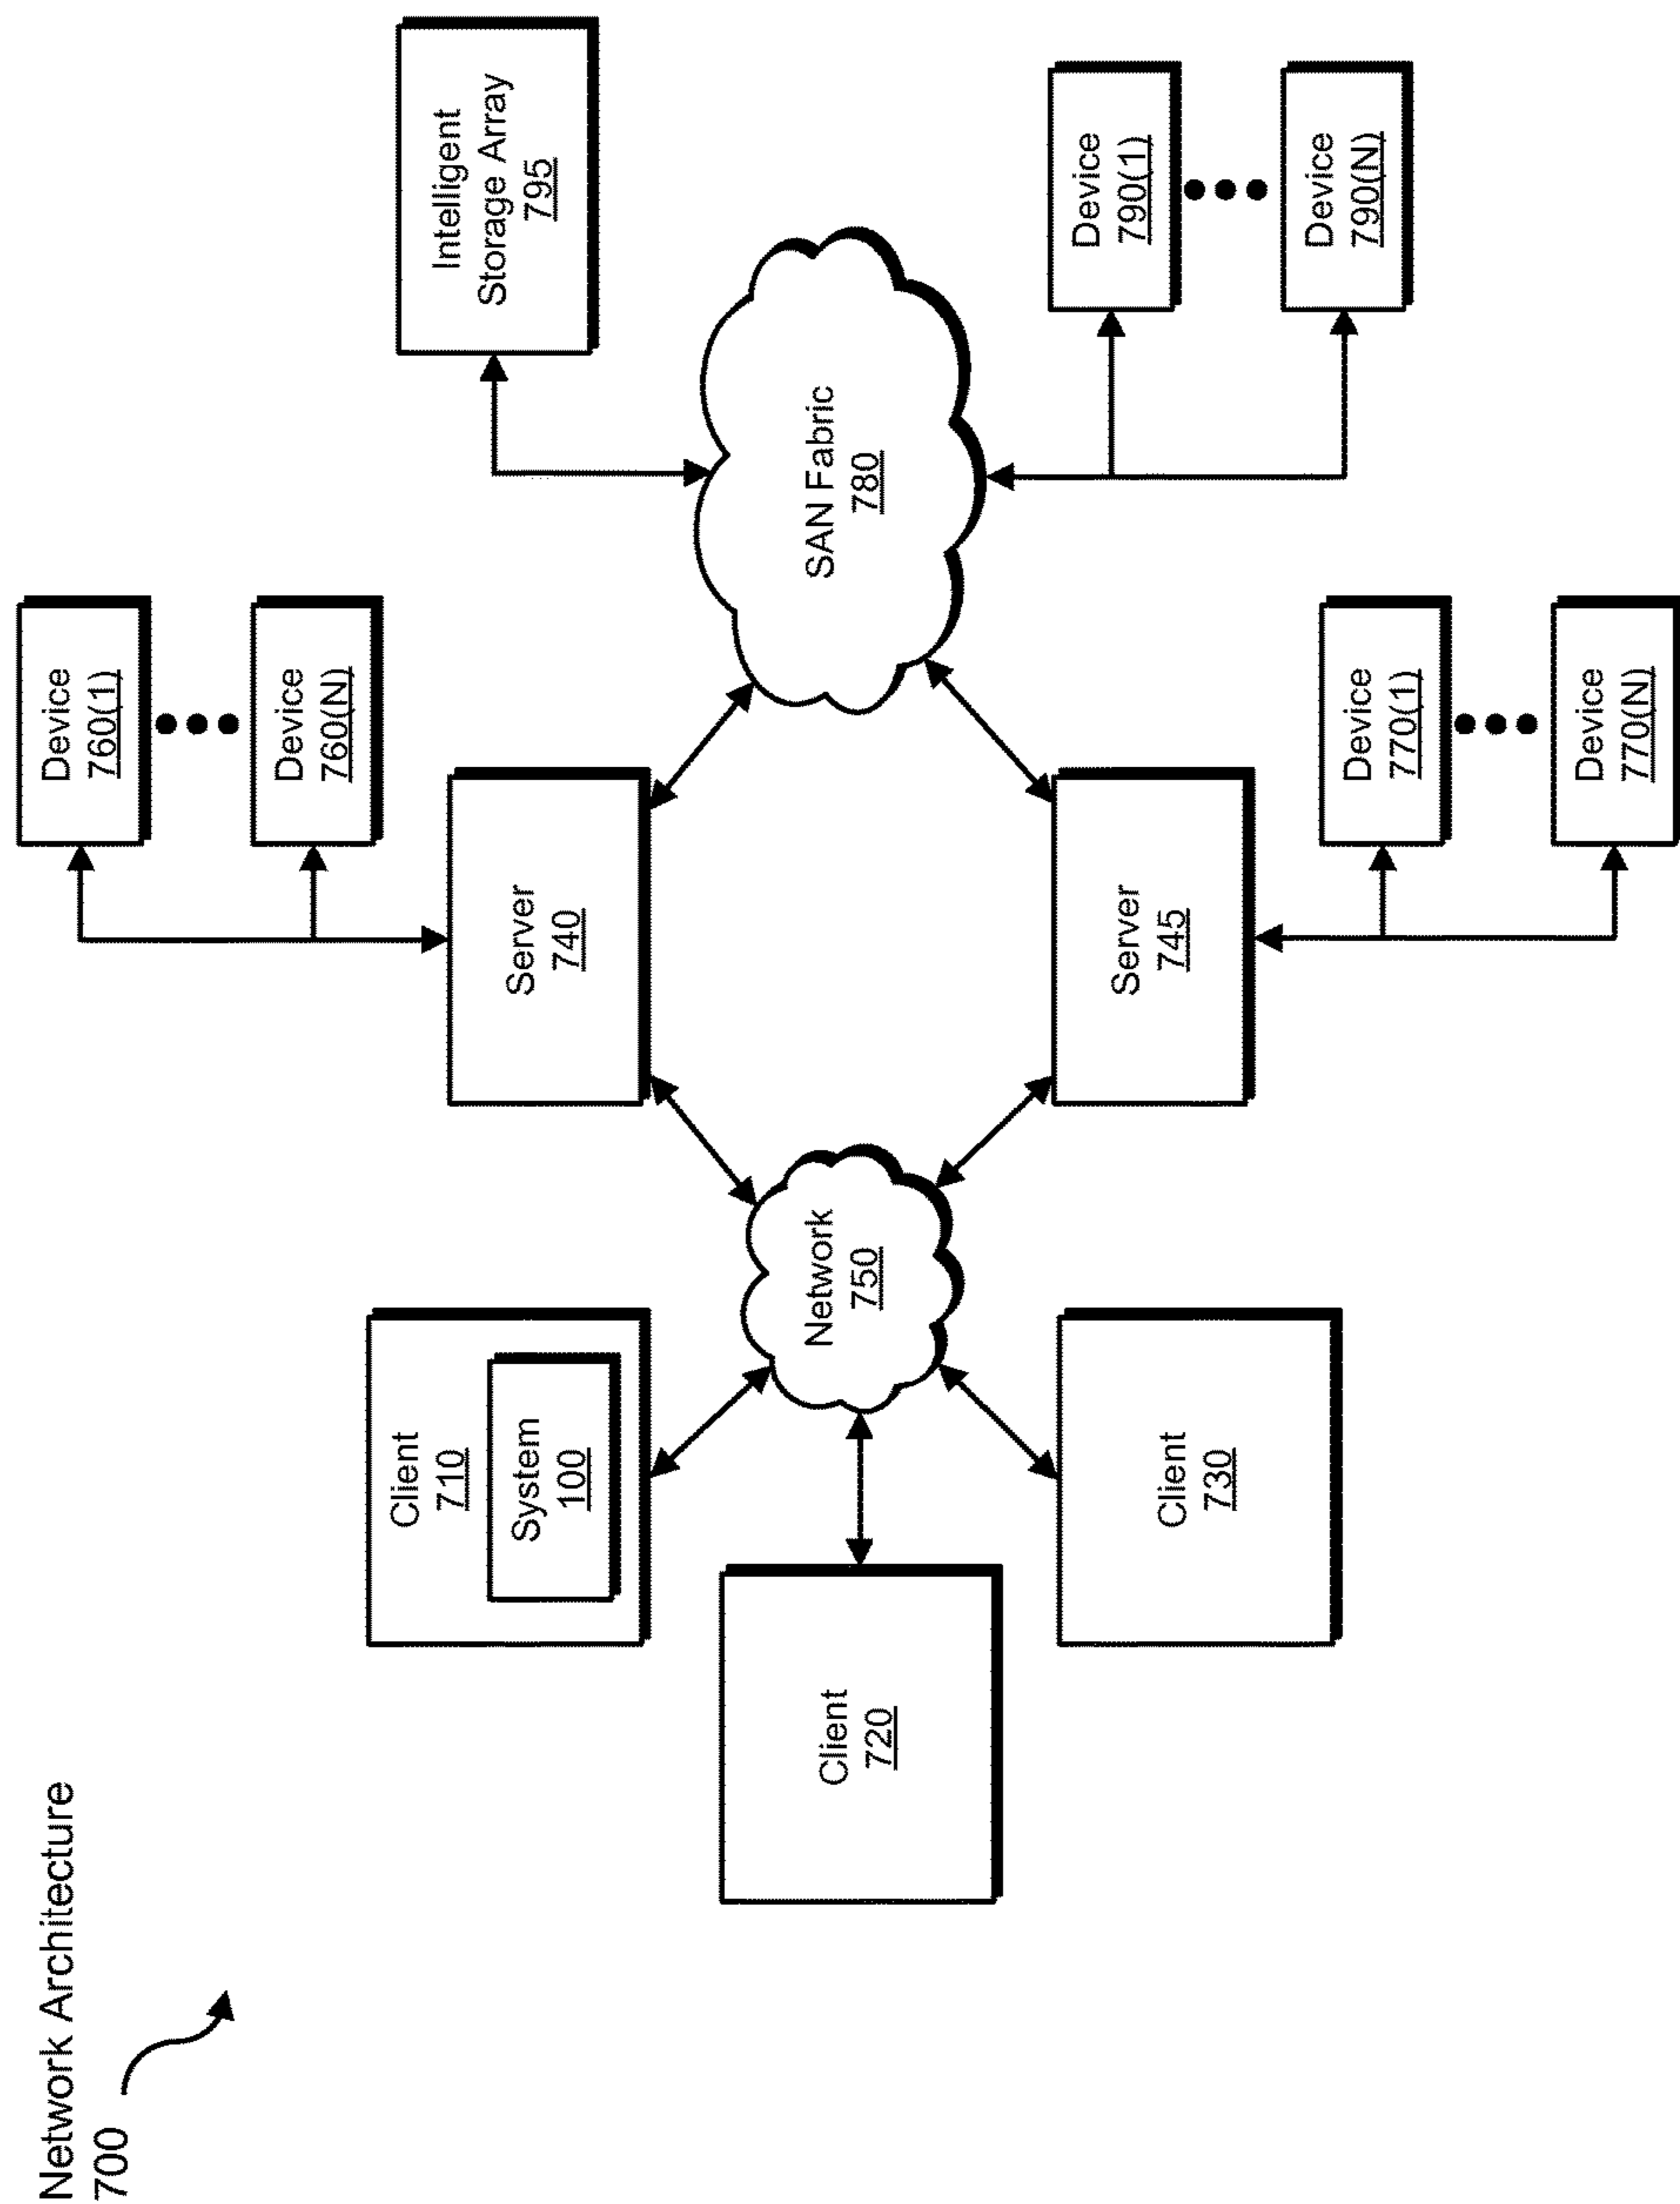 Network Architecture
700
Client
710
System
100
Client
720
Client
730
Network
750
Server
740
Server
745
Device
760(1)
Device
760(N)
Device
770(1)
Device
770(N)
SAN Fabric
780
Intelligent
Storage Array
795
Device
790(1)
Device
790(N)